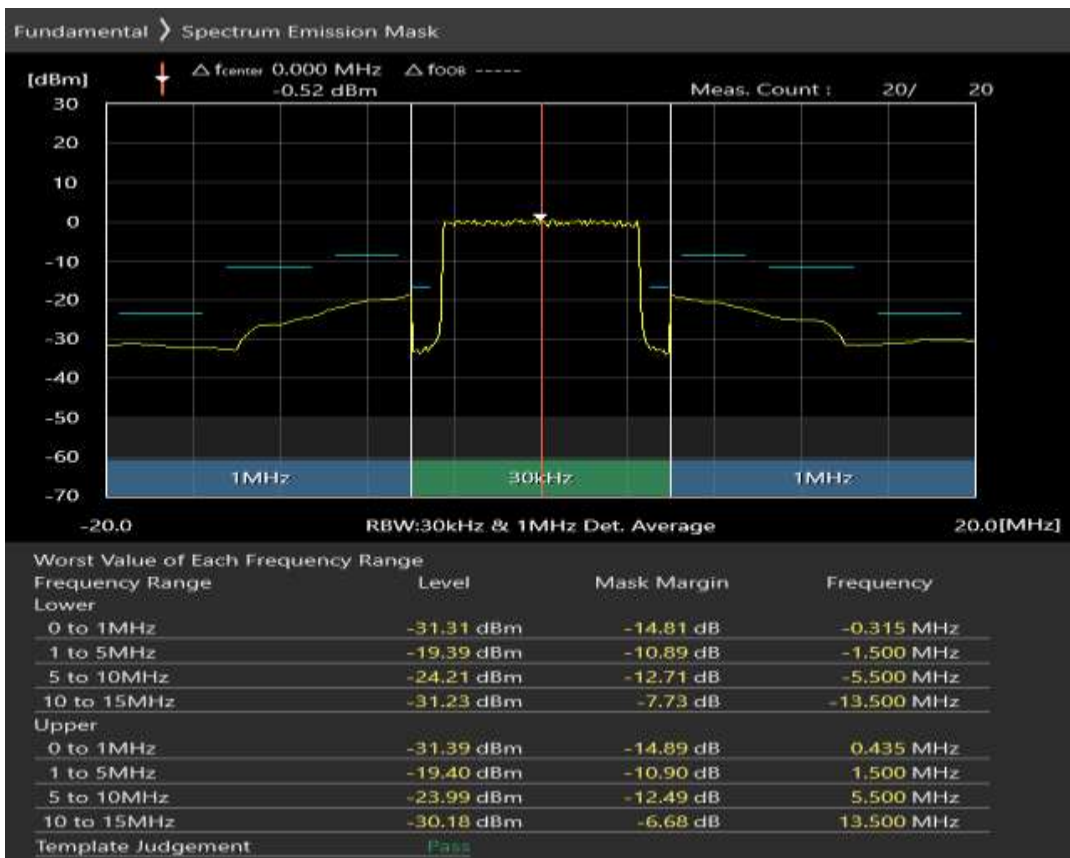 Fundamental ❯ Spectrum Emission Mask
[dBm] △ fcenter 0.000 MHz △ fOOB -----
-0.52 dBm Meas. Count : 20/ 20
30
20
10
0
-10
-20
-30
-40
-50
-60
1MHz 30kHz 1MHz
-70
-20.0 RBW:30kHz & 1MHz Det. Average 20.0[MHz]
Worst Value of Each Frequency Range
Frequency Range Level Mask Margin Frequency
Lower
0 to 1MHz -31.31 dBm -14.81 dB -0.315 MHz
1 to 5MHz -19.39 dBm -10.89 dB -1.500 MHz
5 to 10MHz -24.21 dBm -12.71 dB -5.500 MHz
10 to 15MHz -31.23 dBm -7.73 dB -13.500 MHz
Upper
0 to 1MHz -31.39 dBm -14.89 dB 0.435 MHz
1 to 5MHz -19.40 dBm -10.90 dB 1.500 MHz
5 to 10MHz -23.99 dBm -12.49 dB 5.500 MHz
10 to 15MHz -30.18 dBm -6.68 dB 13.500 MHz
Template Judgement Pass